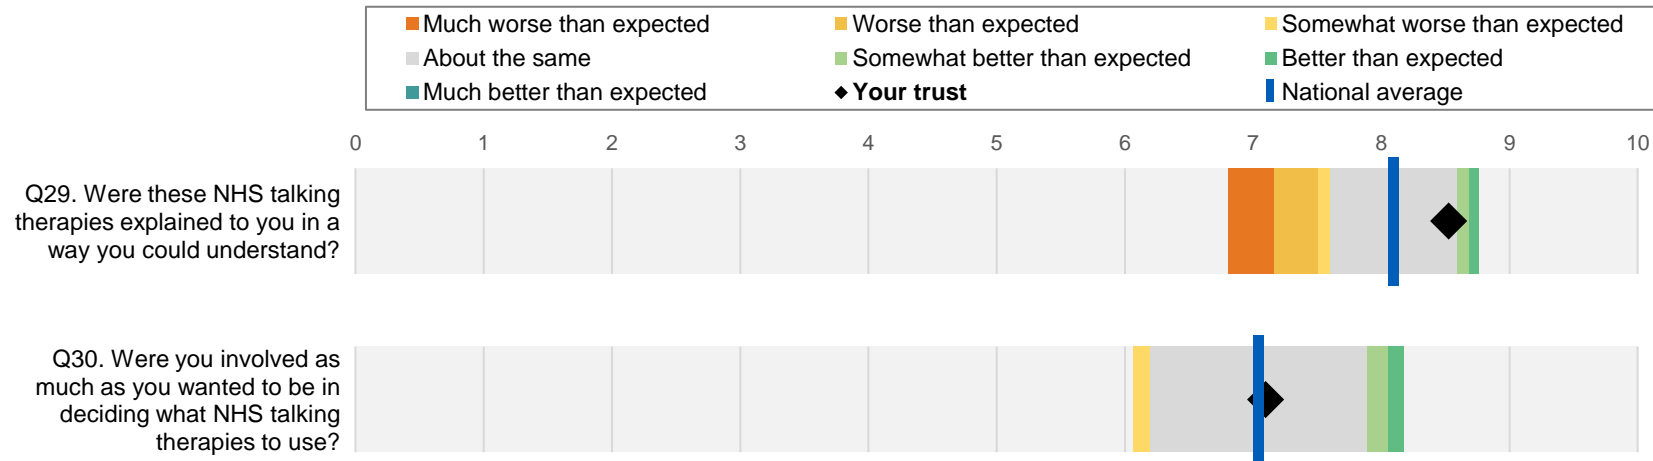 Much worse than expected
Worse than expected
Somewhat worse than expected
About the same
Somewhat better than expected
Better than expected
Much better than expected
Your trust
National average
0 1 2 3 4 5 6 7 8 9 10
Q29. Were these NHS talking
therapies explained to you in a
way you could understand?
Q30. Were you involved as
much as you wanted to be in
deciding what NHS talking
therapies to use?